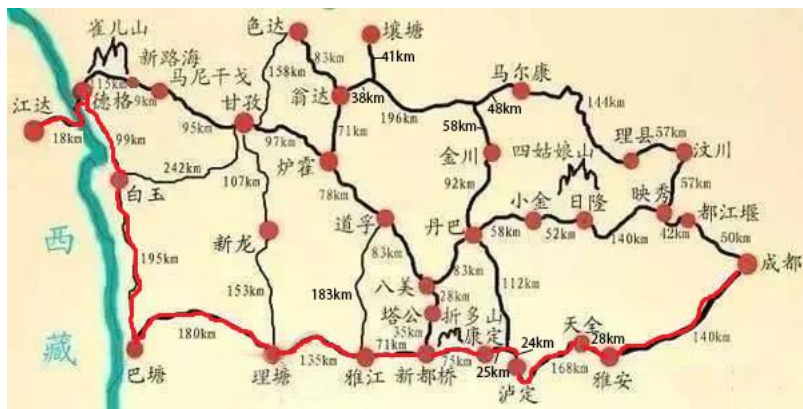 雀儿山
新路海
马尼干戈
115km
9km
德格
江达
18km
99km
95km
甘孜
色达
83km
158km
壤塘
41km
翁达
38km
196km
马尔康
48km
144km
58km
理县
57km
汶川
57km
71km
97km
炉霍
金川
四姑娘山
242km
白玉
107km
78km
92km
小金
日隆
映秀
都江堰
道孚
丹巴
58km
52km
140km
42km
50km
成都
西
藏
195km
新龙
83km
83km
112km
183km
八美
28km
153km
塔公
折多山
35km
康定
天全
28km
140km
180km
24km
71km
135km
75km
25km
168km
巴塘
理塘
雅江
新都桥
泸定
雅安